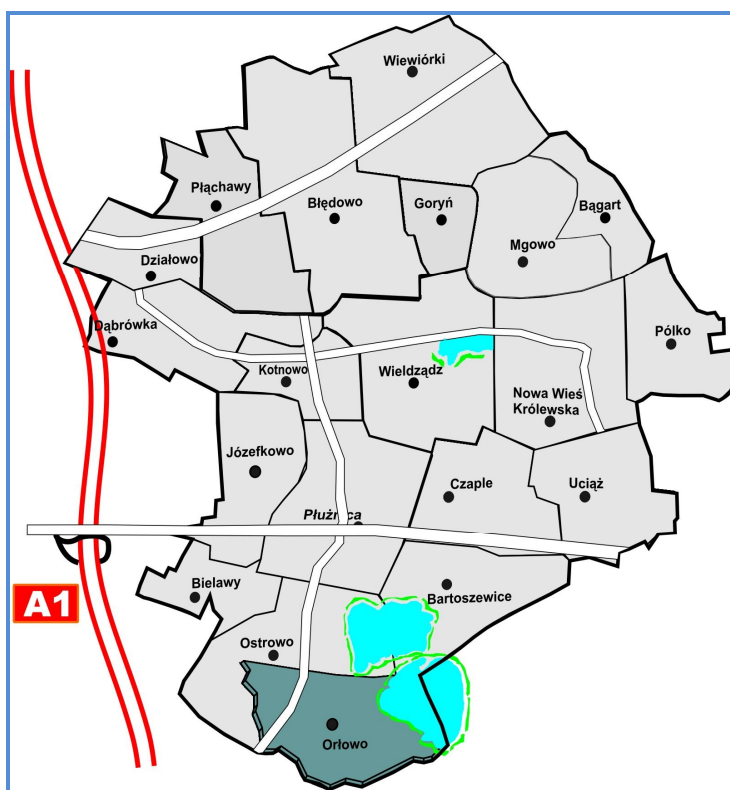 Wiewiórki
Płąchawy
Błędowo
Goryń
Bągart
Mgowo
Działowo
Dąbrówka
Pólko
Kotnowo
Wieldządz
Nowa Wieś
Królewska
Józefkowo
Czaple
Uciąż
Płużnica
Bielawy
Bartoszewice
A1
Ostrowo
Orłowo